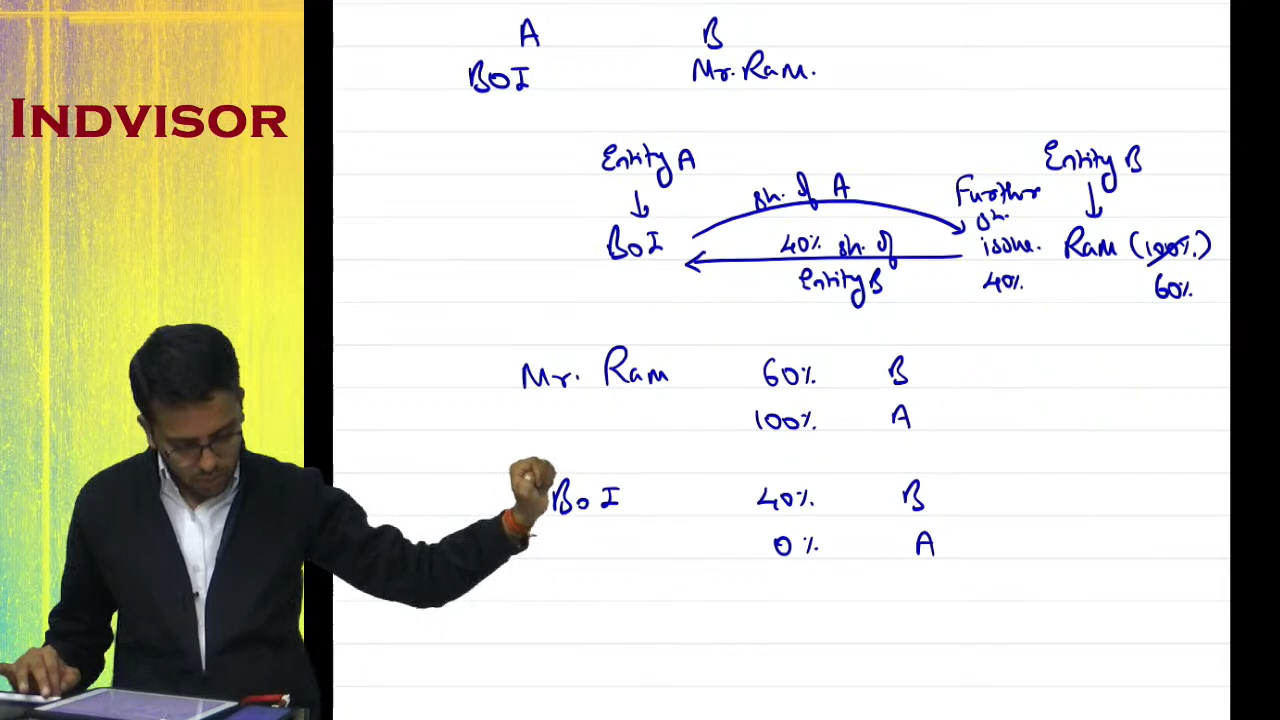 INDVISOR
A B
BOI Mr. Ram.
Entity A Entity B
↓ sh. of A Further ↓
BOI 40% sh. of sh. issue. Ram (100%)
Entity B 40% 60%
Mr. Ram 60% B
100% A
BOI 40% B
0% A